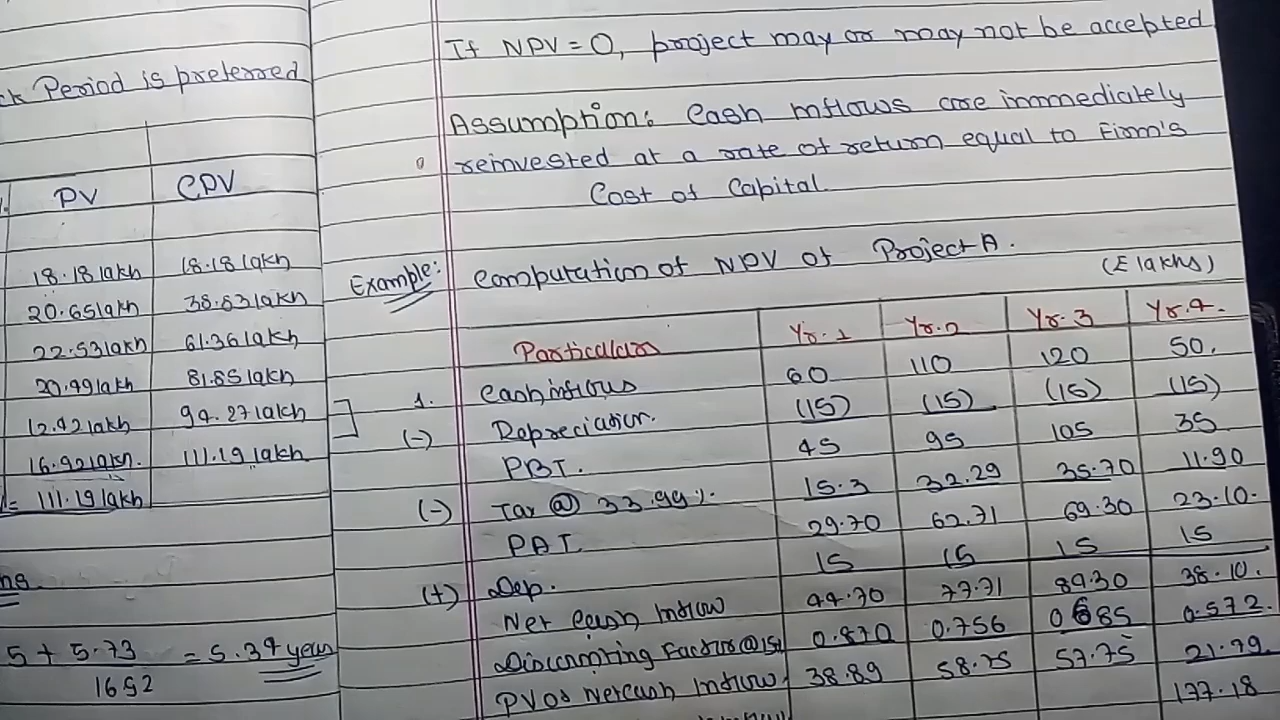 ck Period is preferred
PV CPV
18.18 lakh 18.18 lakh
20.65 lakh 38.83 lakh
22.53 lakh 61.36 lakh
20.49 lakh 81.85 lakh
12.42 lakh 94.27 lakh
16.92 lakh. 111.19 lakh
= 111.19 lakh
5 + 5.73 = 5.34 years
1692
If NPV = 0, project may or may not be accepted
Assumption: Cash inflows are immediately
reinvested at a rate of return equal to Firm's
Cost of Capital.
Example: Computation of NPV of Project A.
(₤ lakhs)
Particulars Yr.1 Yr.2 Yr.3 Yr.4.
1. Cash inflows 60 110 120 50.
(-) Depreciation. (15) (15) (15) (15)
PBT. 45 95 105 35
(-) Tax @ 33.99%. 15.3 32.29 35.70 11.90
PAT 29.70 62.71 69.30 23.10.
(+) Dep. 15 15 15 15
Net Cash Inflow 44.70 77.71 84.30 38.10.
Discounting Factor @ 15% 0.870 0.756 0.685 0.572.
PV of Net Cash Inflow. 38.89 58.75 57.75 21.79.
177.18